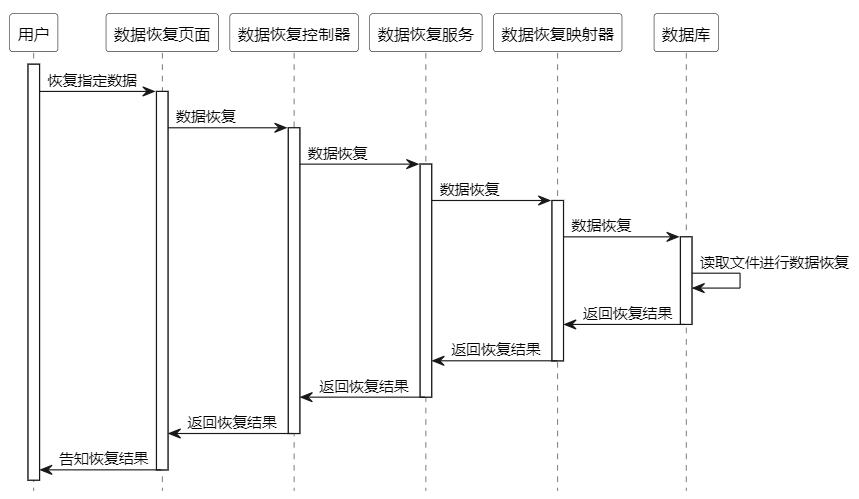 用户
数据恢复页面
数据恢复控制器
数据恢复服务
数据恢复映射器
数据库
恢复指定数据
数据恢复
数据恢复
数据恢复
数据恢复
读取文件进行数据恢复
返回恢复结果
返回恢复结果
返回恢复结果
返回恢复结果
告知恢复结果